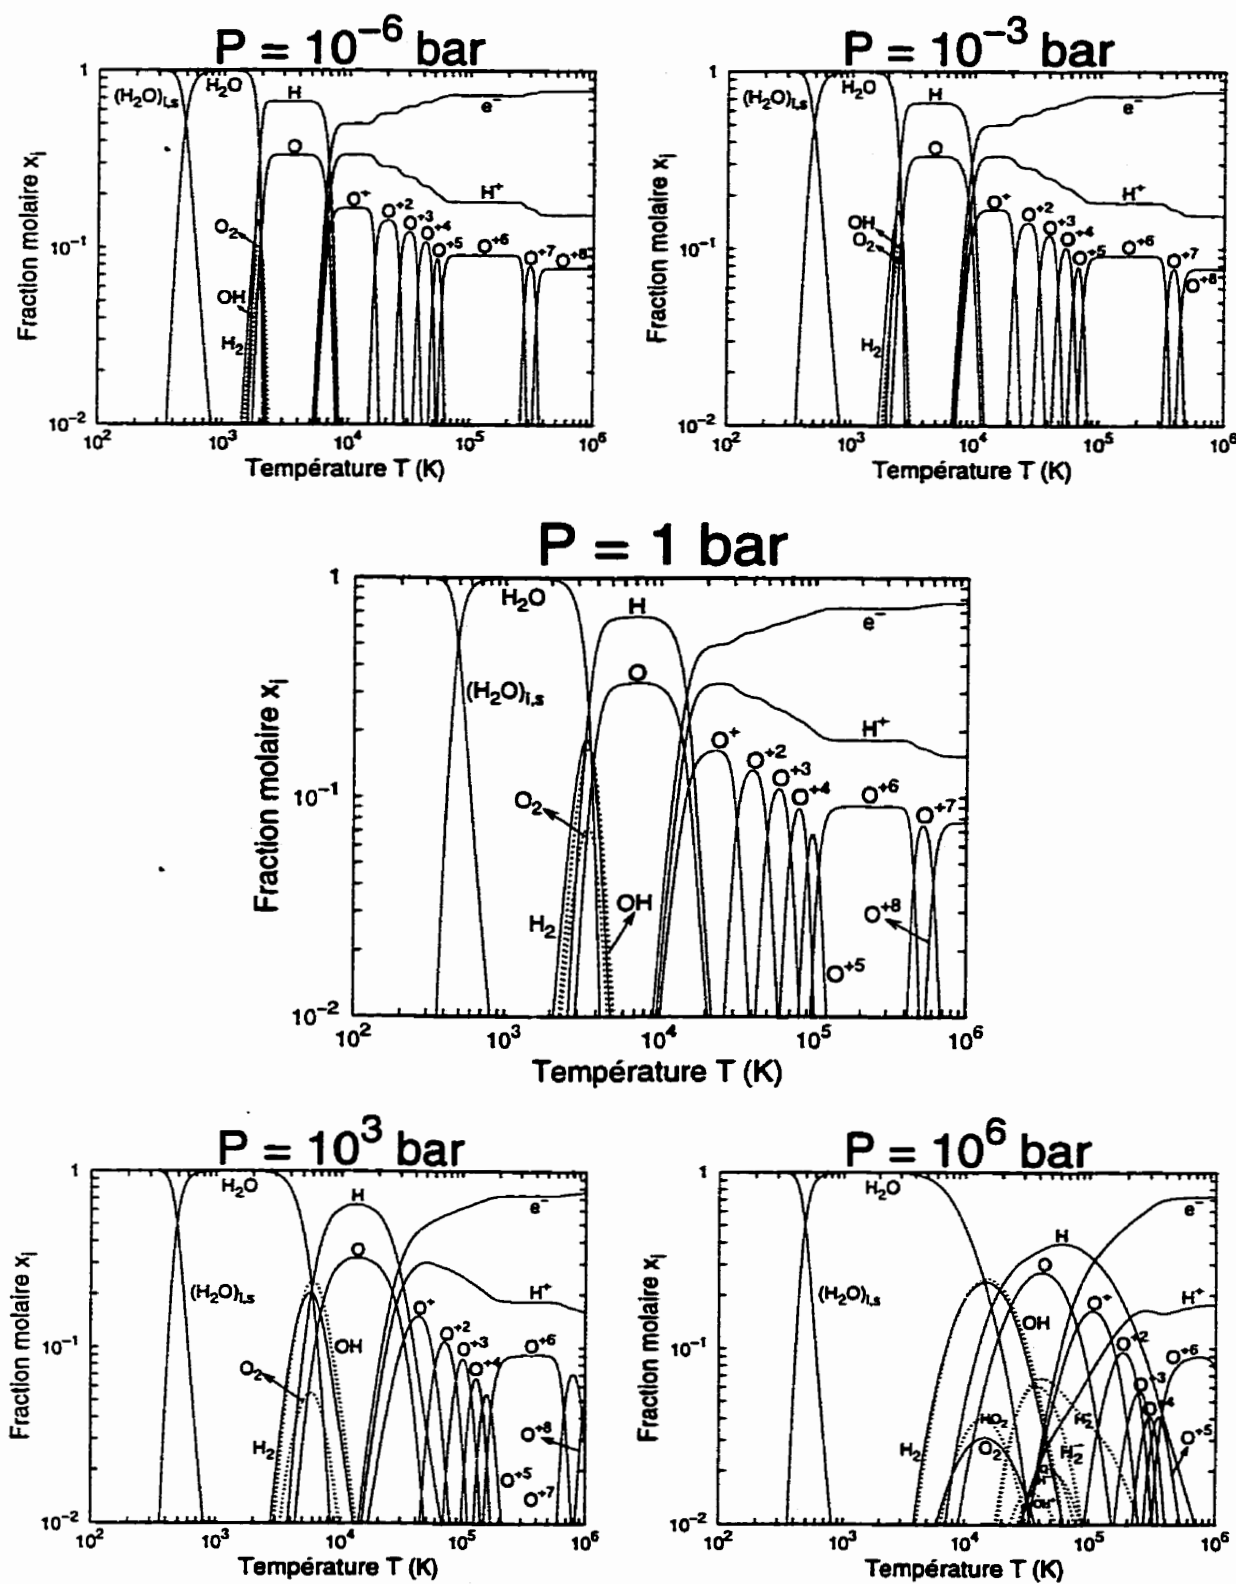 P = 10⁻⁶ bar
Fraction molaire xᵢ
1
10⁻¹
10⁻²
(H₂O)ₗ,ₛ
H₂O
H
O
e⁻
H⁺
O⁺
O⁺²
O⁺³
O⁺⁴
O⁺⁵
O⁺⁶
O⁺⁷
O⁺⁸
O₂
OH
H₂
10² 10³ 10⁴ 10⁵ 10⁶
Température T (K)
P = 10⁻³ bar
Fraction molaire xᵢ
1
10⁻¹
10⁻²
(H₂O)ₗ,ₛ
H₂O
H
O
e⁻
H⁺
O⁺
O⁺²
O⁺³
O⁺⁴
O⁺⁵
O⁺⁶
O⁺⁷
O⁺⁸
OH
O₂
H₂
10² 10³ 10⁴ 10⁵ 10⁶
Température T (K)
P = 1 bar
Fraction molaire xᵢ
1
10⁻¹
10⁻²
H₂O
(H₂O)ₗ,ₛ
H
O
e⁻
H⁺
O⁺
O⁺²
O⁺³
O⁺⁴
O⁺⁶
O⁺⁷
O₂
H₂
OH
O⁺⁸
O⁺⁵
10² 10³ 10⁴ 10⁵ 10⁶
Température T (K)
P = 10³ bar
Fraction molaire xᵢ
1
10⁻¹
10⁻²
H₂O
(H₂O)ₗ,ₛ
H
O
e⁻
H⁺
O⁺
O⁺²
O⁺³
O⁺⁴
O⁺⁶
OH
O₂
H₂
O⁺⁸
O⁺⁵
O⁺⁷
10² 10³ 10⁴ 10⁵ 10⁶
Température T (K)
P = 10⁶ bar
Fraction molaire xᵢ
1
10⁻¹
10⁻²
H₂O
(H₂O)ₗ,ₛ
H
O
e⁻
H⁺
O⁺
O⁺²
O⁺³
O⁺⁴
O⁺⁶
O⁺⁵
OH
HO₂
O₂
H₂
H₂⁻
10² 10³ 10⁴ 10⁵ 10⁶
Température T (K)